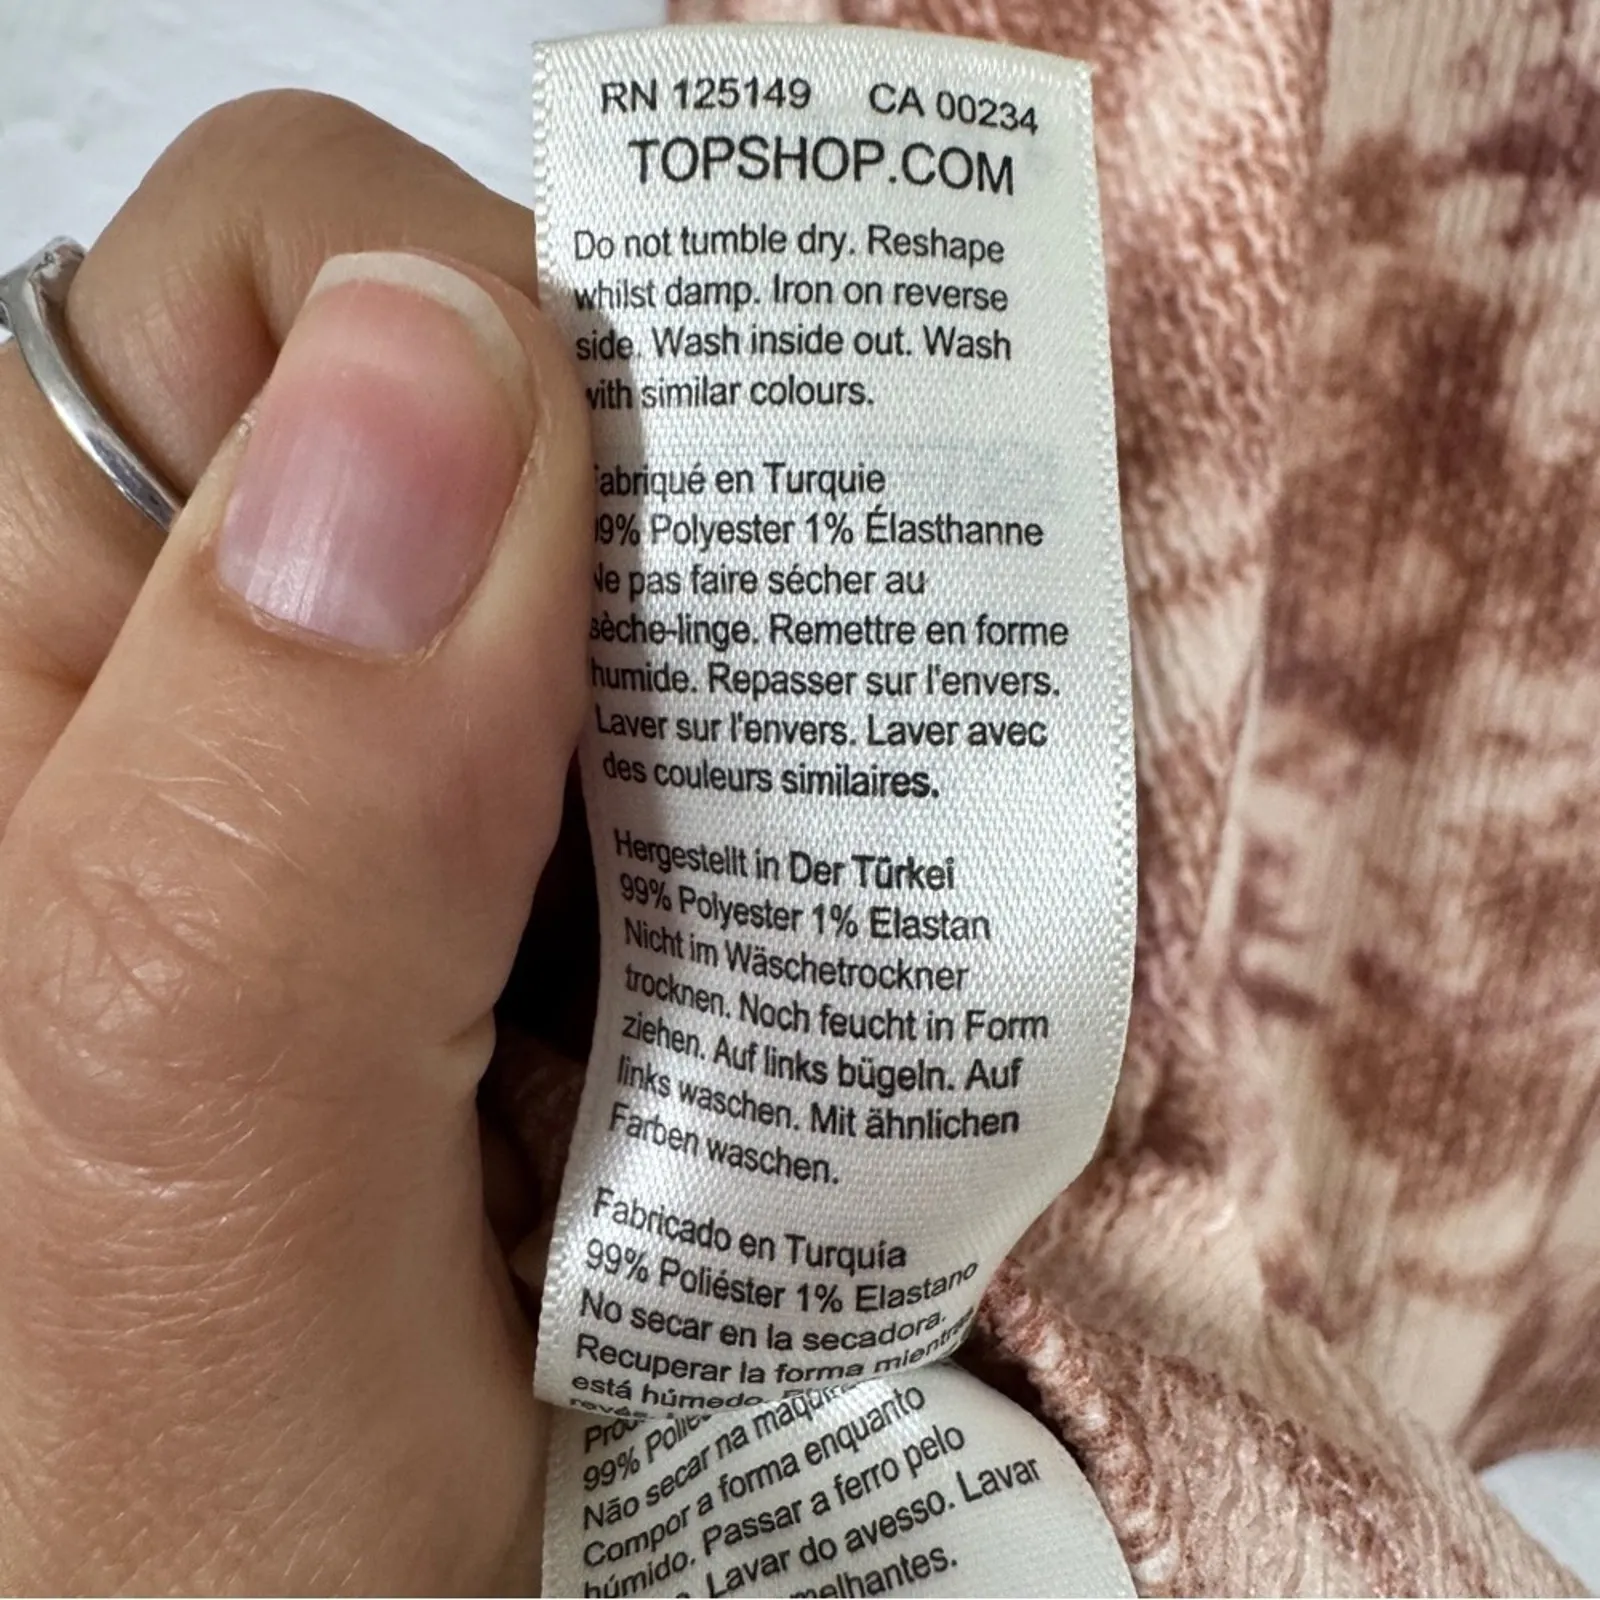 RN 125149 CA 00234
TOPSHOP.COM
Do not tumble dry. Reshape
whilst damp. Iron on reverse
side. Wash inside out. Wash
with similar colours.
Fabriqué en Turquie
99% Polyester 1% Élasthanne
Ne pas faire sécher au
sèche-linge. Remettre en forme
humide. Repasser sur l'envers.
Laver sur l'envers. Laver avec
des couleurs similaires.
Hergestellt in Der Türkei
99% Polyester 1% Elastan
Nicht im Wäschetrockner
trocknen. Noch feucht in Form
ziehen. Auf links bügeln. Auf
links waschen. Mit ähnlichen
Farben waschen.
Fabricado en Turquía
99% Poliéster 1% Elastano
No secar en la secadora.
Recuperar la forma
está húmedo.
99%
Não secar na
Compor a forma enquanto
húmido. Passar a ferro pelo
Lavar do avesso. Lavar